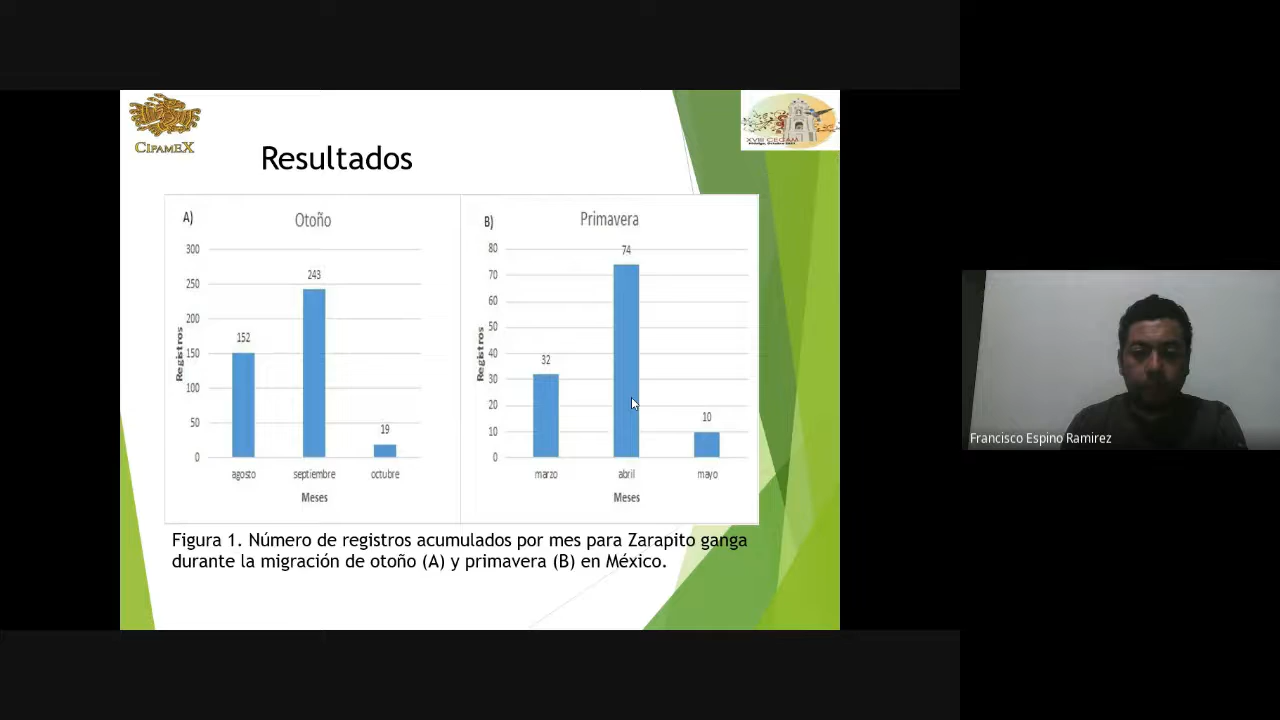 CIPAMEX
XVIII CECAM
Resultados
A)
Otoño
300
250
200
150
100
50
0
Registros
152
243
19
agosto
septiembre
octubre
Meses
B)
Primavera
80
70
60
50
40
30
20
10
0
Registros
32
74
10
marzo
abril
mayo
Meses
Figura 1. Número de registros acumulados por mes para Zarapito ganga
durante la migración de otoño (A) y primavera (B) en México.
Francisco Espino Ramirez